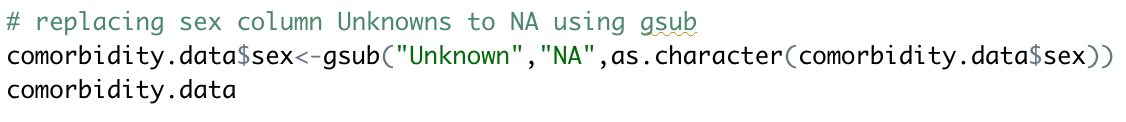 # replacing sex column Unknowns to NA using gsub
comorbidity.data$sex<-gsub("Unknown","NA",as.character(comorbidity.data$sex))
comorbidity.data